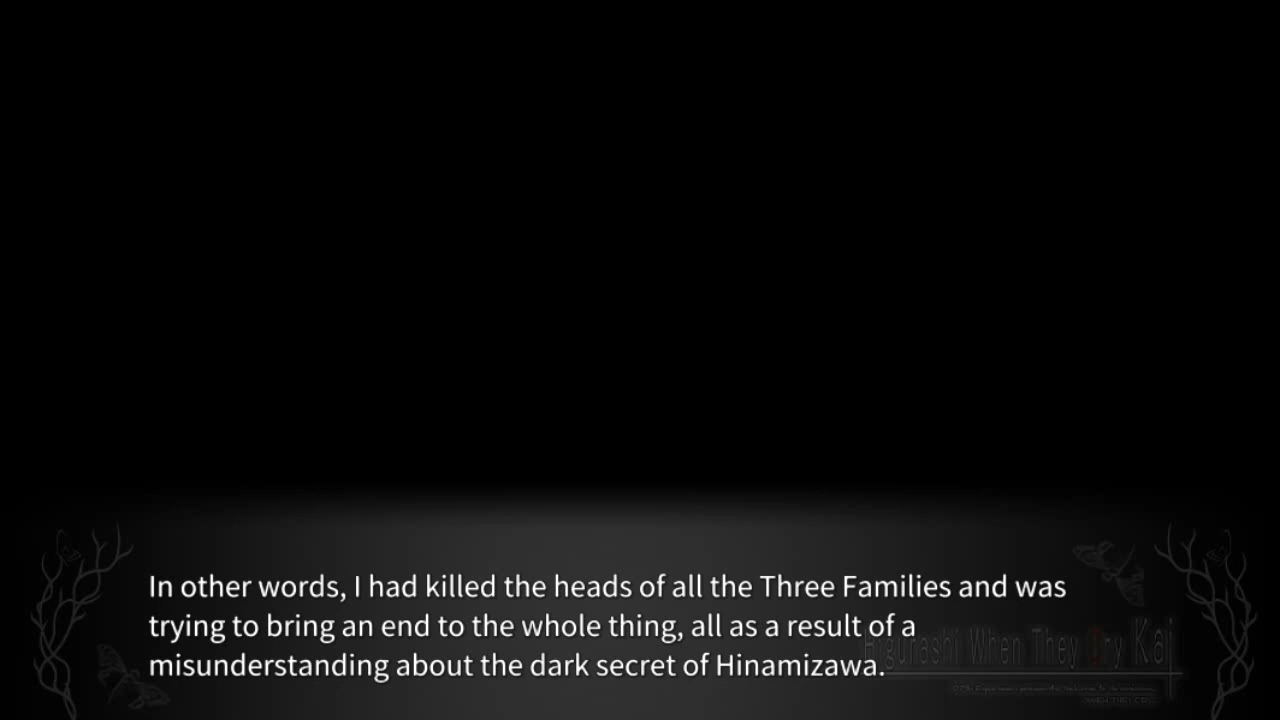 In other words, I had killed the heads of all the Three Families and was
trying to bring an end to the whole thing, all as a result of a
misunderstanding about the dark secret of Hinamizawa.
Higurashi When They Cry Kai